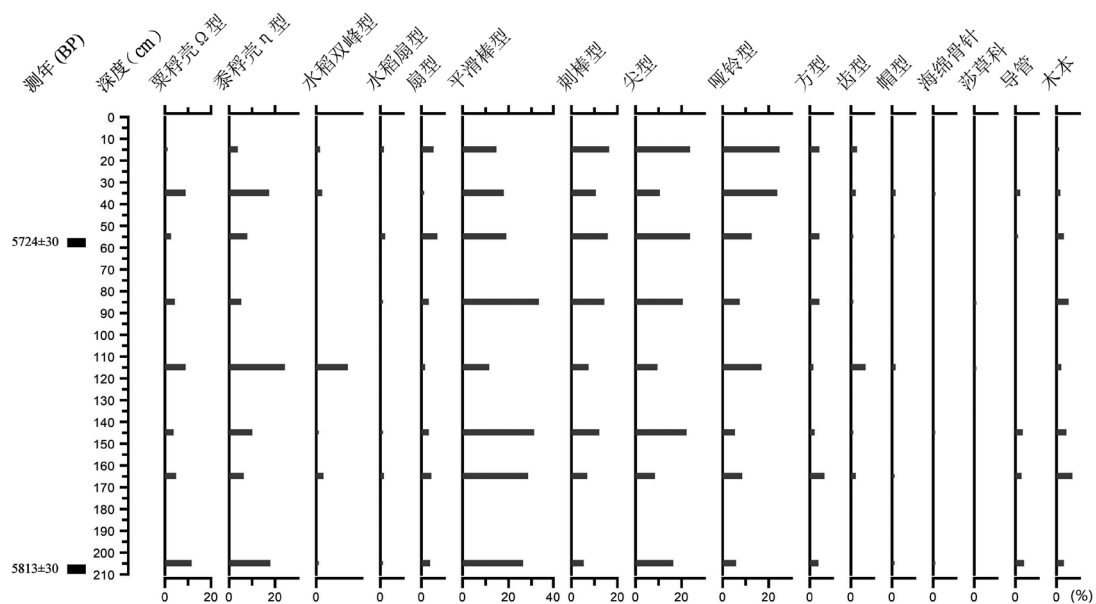 测年 (BP)
深度 (cm)
粟稃壳 Ω 型
黍稃壳 η 型
水稻双峰型
水稻扇型
扇型
平滑棒型
刺棒型
尖型
哑铃型
方型
齿型
帽型
海绵骨针
莎草科
导管
木本
0
10
20
30
40
50
5724±30
60
70
80
90
100
110
120
130
140
150
160
170
180
190
200
5813±30
210
0 20 0 20 0 0 0 0 20 40 0 20 0 20 0 20 0 0 0 0 0 0 0 (%)